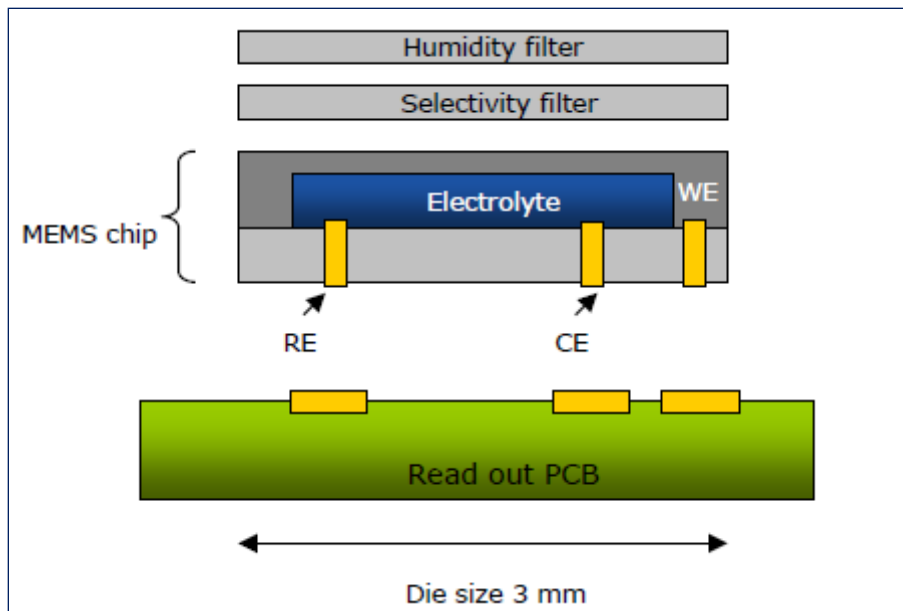 Humidity filter
Selectivity filter
WE
Electrolyte
MEMS chip
RE
CE
Read out PCB
Die size 3 mm